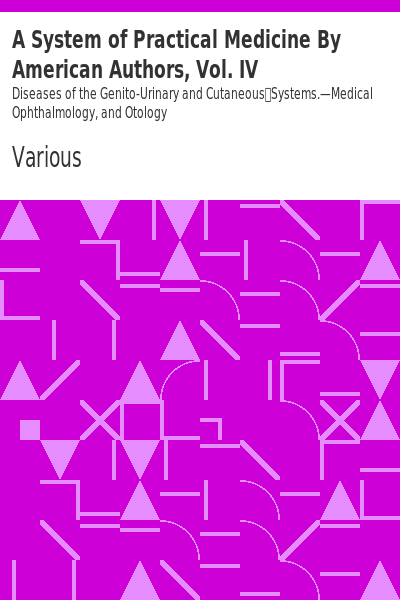 A System of Practical Medicine By
American Authors, Vol. IV
Diseases of the Genito-Urinary and Cutaneous▯Systems.—Medical
Ophthalmology, and Otology
Various